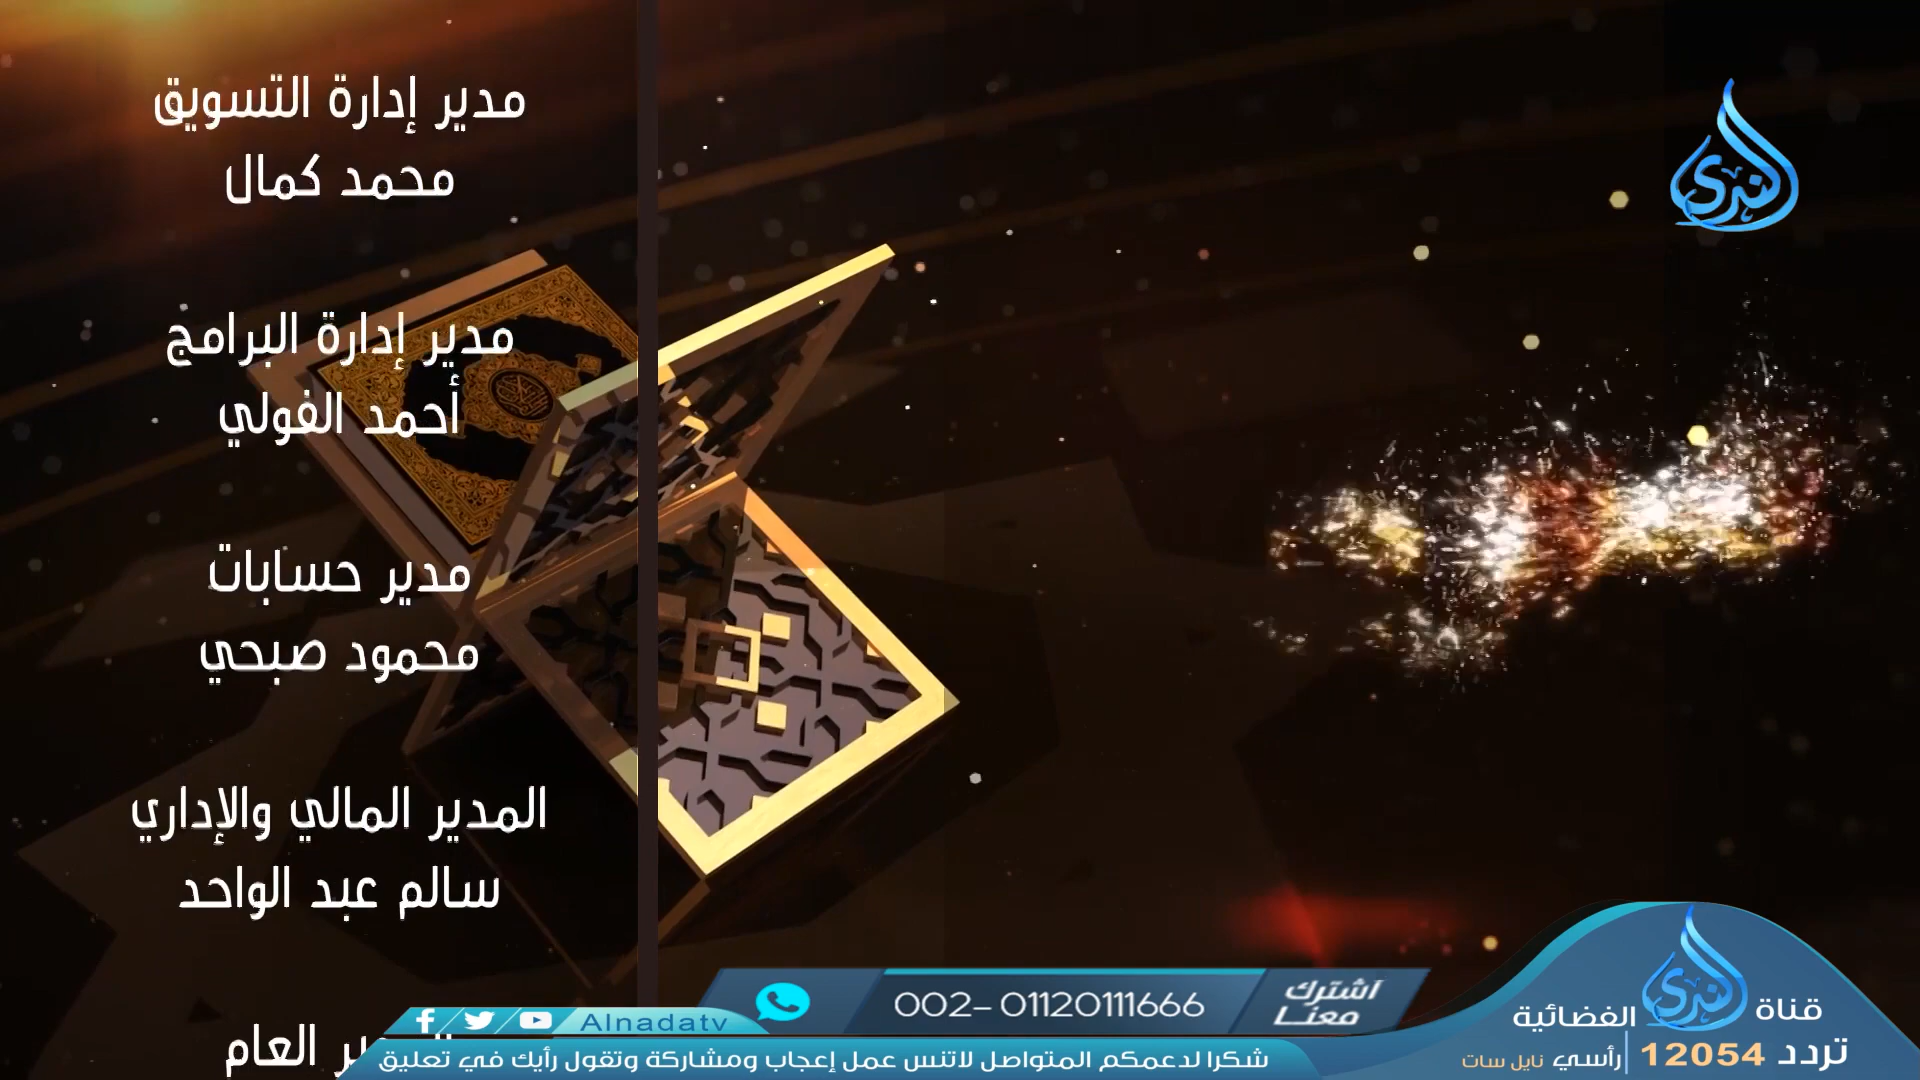 مدير إدارة التسويق
محمد كمال
مدير إدارة البرامج
أحمد الفولي
مدير حسابات
محمود صبحي
المدير المالي والإداري
سالم عبد الواحد
العام
الندى
اشترك معنا
002-01120111666
Alnadatv
شكرا لدعمكم المتواصل لاتنس عمل إعجاب ومشاركة وتقول رأيك في تعليق
قناة الندى الفضائية
تردد 12054 رأسي نايل سات